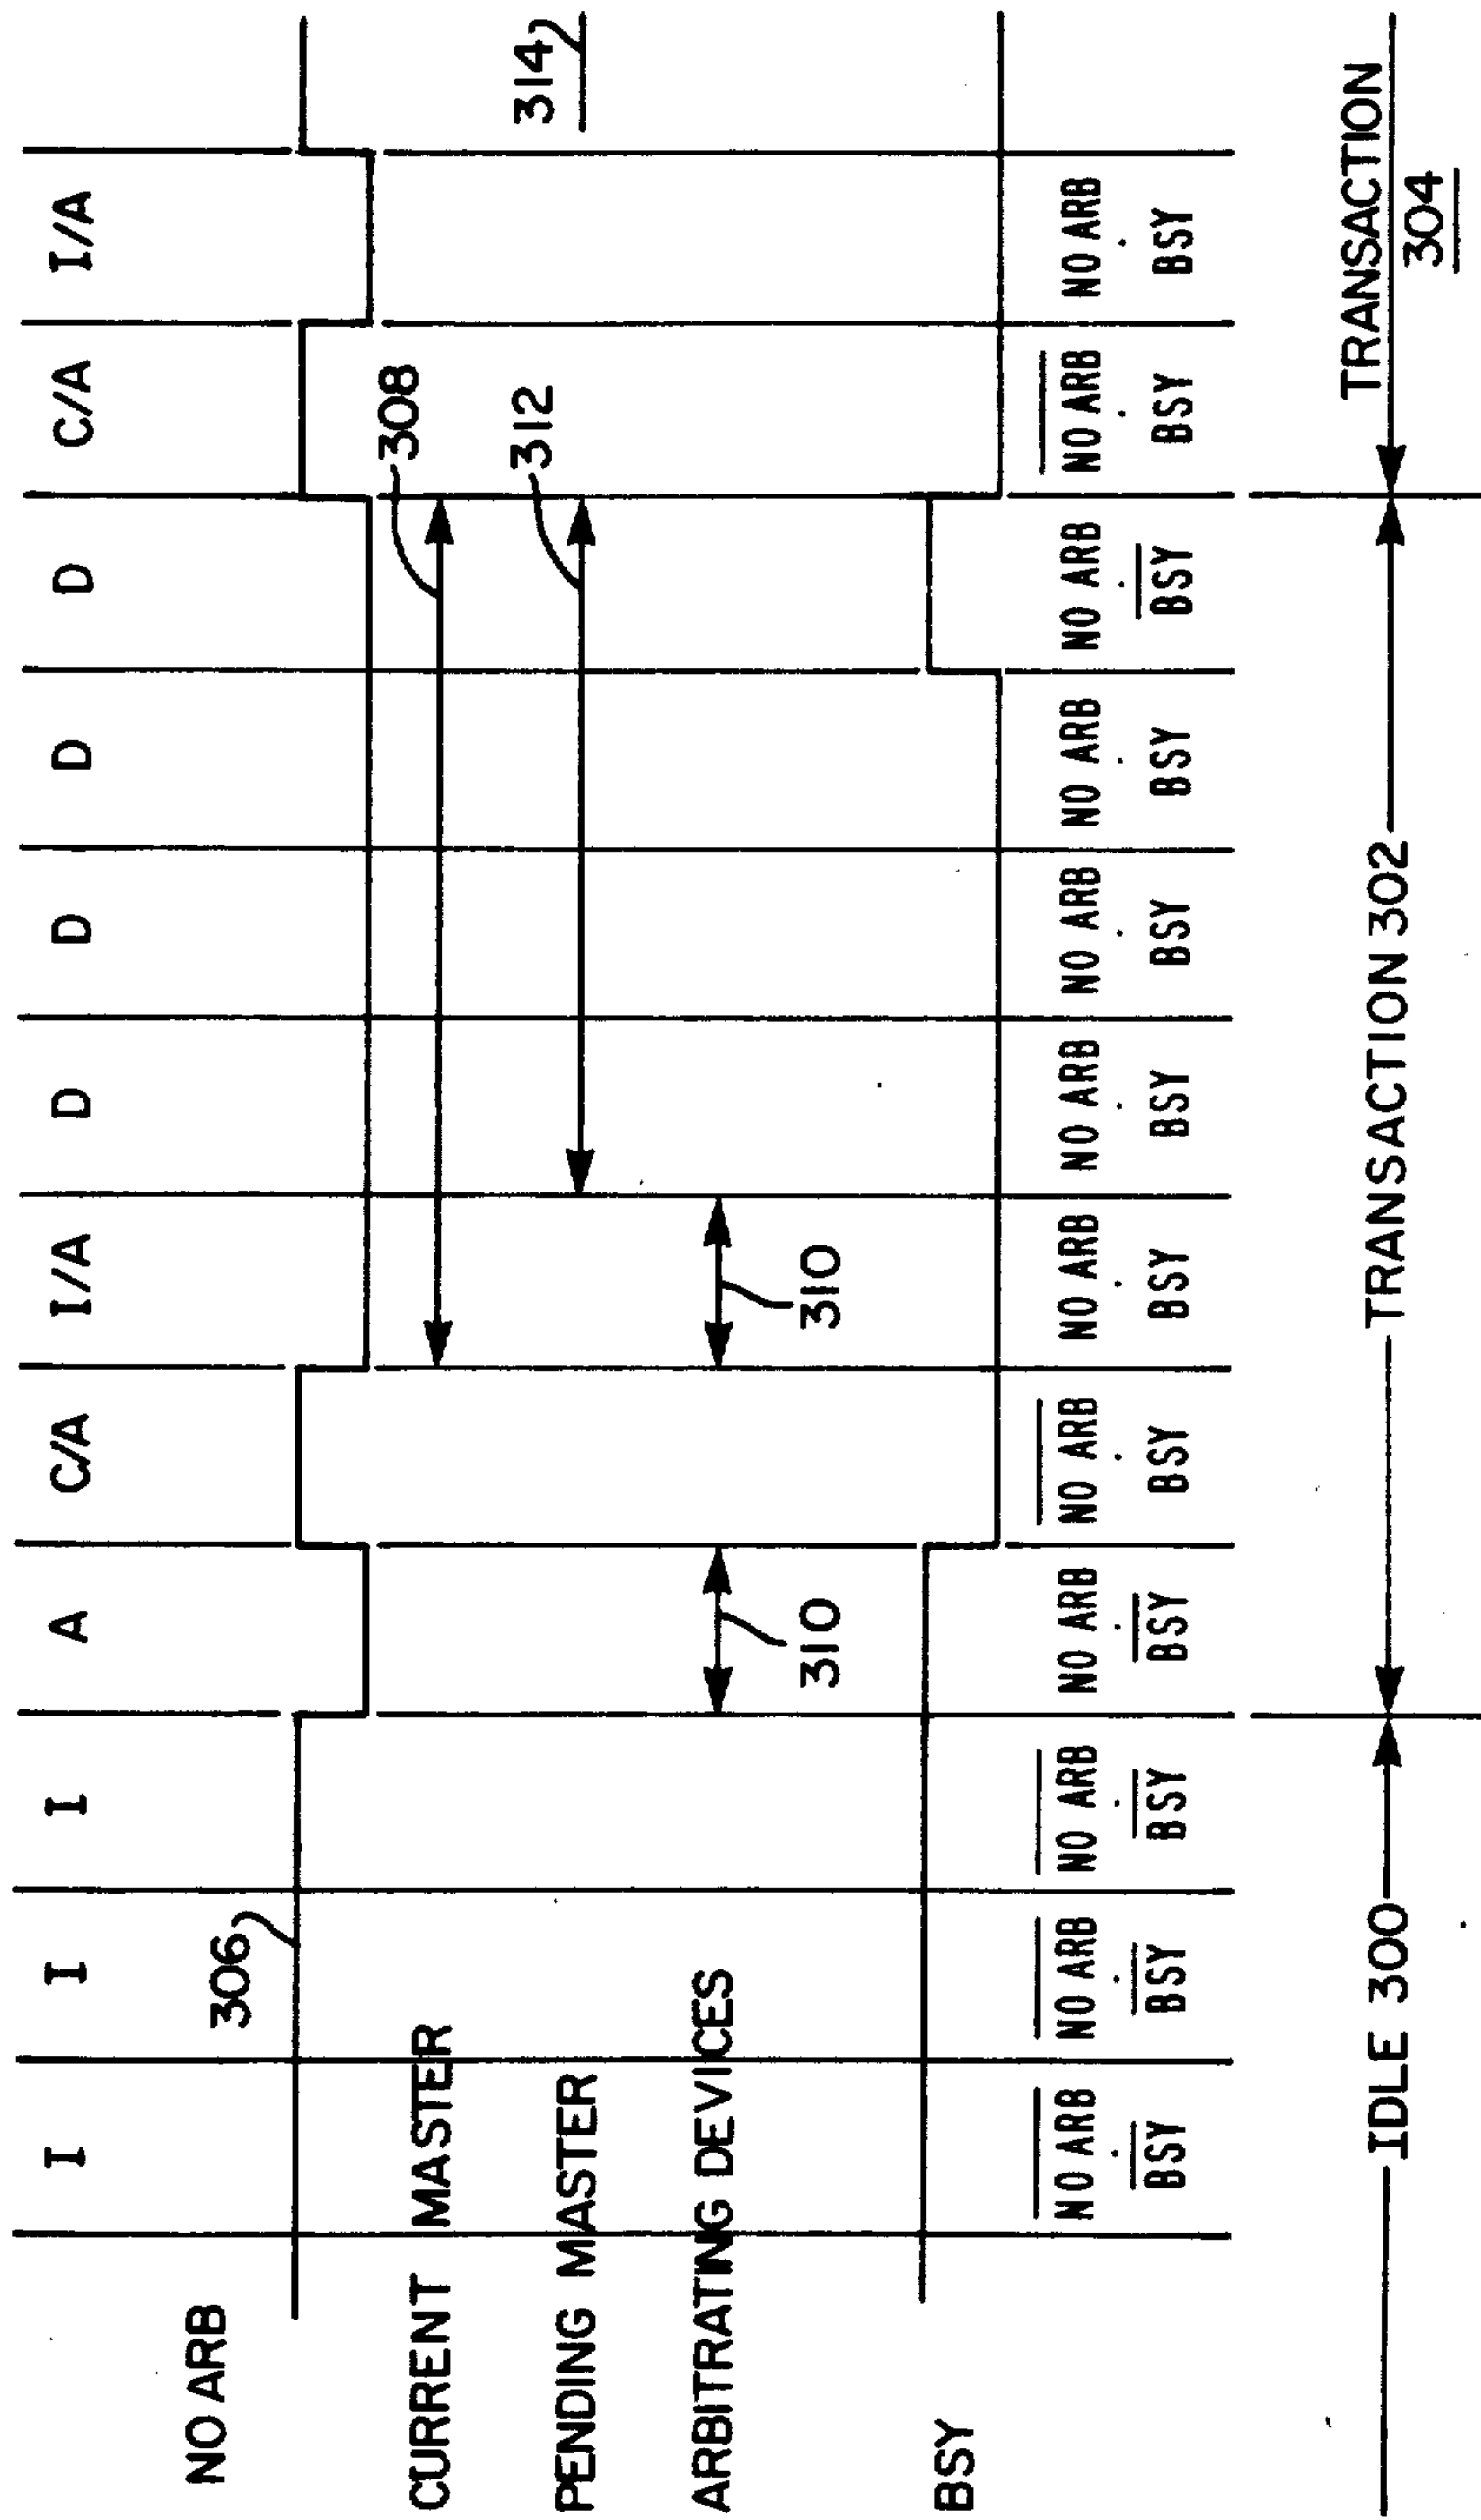 I I I A C/A I/A D D D D C/A I/A
NO ARB 306
CURRENT MASTER 308
PENDING MASTER 312 314
ARBITRATING DEVICES 310 310
BSY
NO ARB NO ARB NO ARB NO ARB NO ARB NO ARB NO ARB NO ARB NO ARB NO ARB NO ARB NO ARB
· · · · · · · · · · · ·
BSY BSY BSY BSY BSY BSY BSY BSY BSY BSY BSY BSY
IDLE 300 TRANSACTION 302 TRANSACTION
304